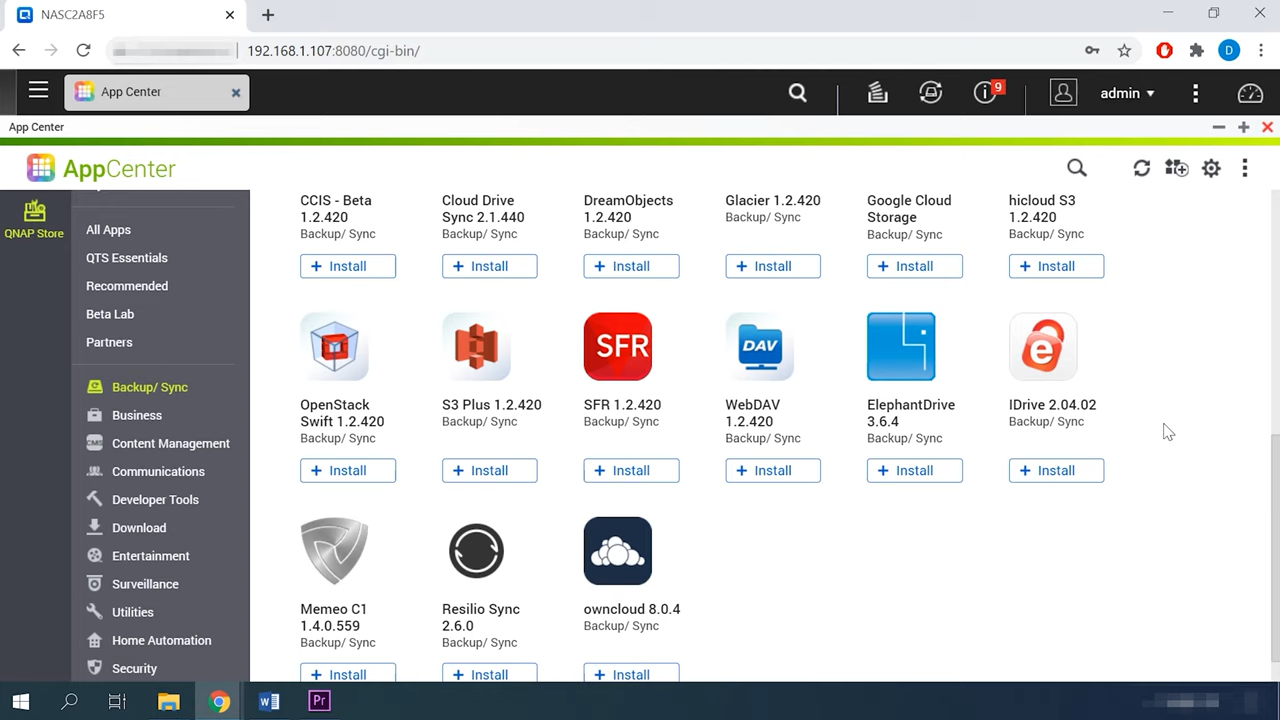 NASC2A8F5
192.168.1.107:8080/cgi-bin/
D
App Center
9
admin
App Center
AppCenter
QNAP Store
All Apps
QTS Essentials
Recommended
Beta Lab
Partners
Backup/ Sync
Business
Content Management
Communications
Developer Tools
Download
Entertainment
Surveillance
Utilities
Home Automation
Security
CCIS - Beta
1.2.420
Backup/ Sync
+ Install
Cloud Drive
Sync 2.1.440
Backup/ Sync
+ Install
DreamObjects
1.2.420
Backup/ Sync
+ Install
Glacier 1.2.420
Backup/ Sync
+ Install
Google Cloud
Storage
Backup/ Sync
+ Install
hicloud S3
1.2.420
Backup/ Sync
+ Install
OpenStack
Swift 1.2.420
Backup/ Sync
+ Install
S3 Plus 1.2.420
Backup/ Sync
+ Install
SFR
SFR 1.2.420
Backup/ Sync
+ Install
DAV
WebDAV
1.2.420
Backup/ Sync
+ Install
ElephantDrive
3.6.4
Backup/ Sync
+ Install
e
IDrive 2.04.02
Backup/ Sync
+ Install
Memeo C1
1.4.0.559
Backup/ Sync
+ Install
Resilio Sync
2.6.0
Backup/ Sync
+ Install
owncloud 8.0.4
Backup/ Sync
+ Install
W
Pr